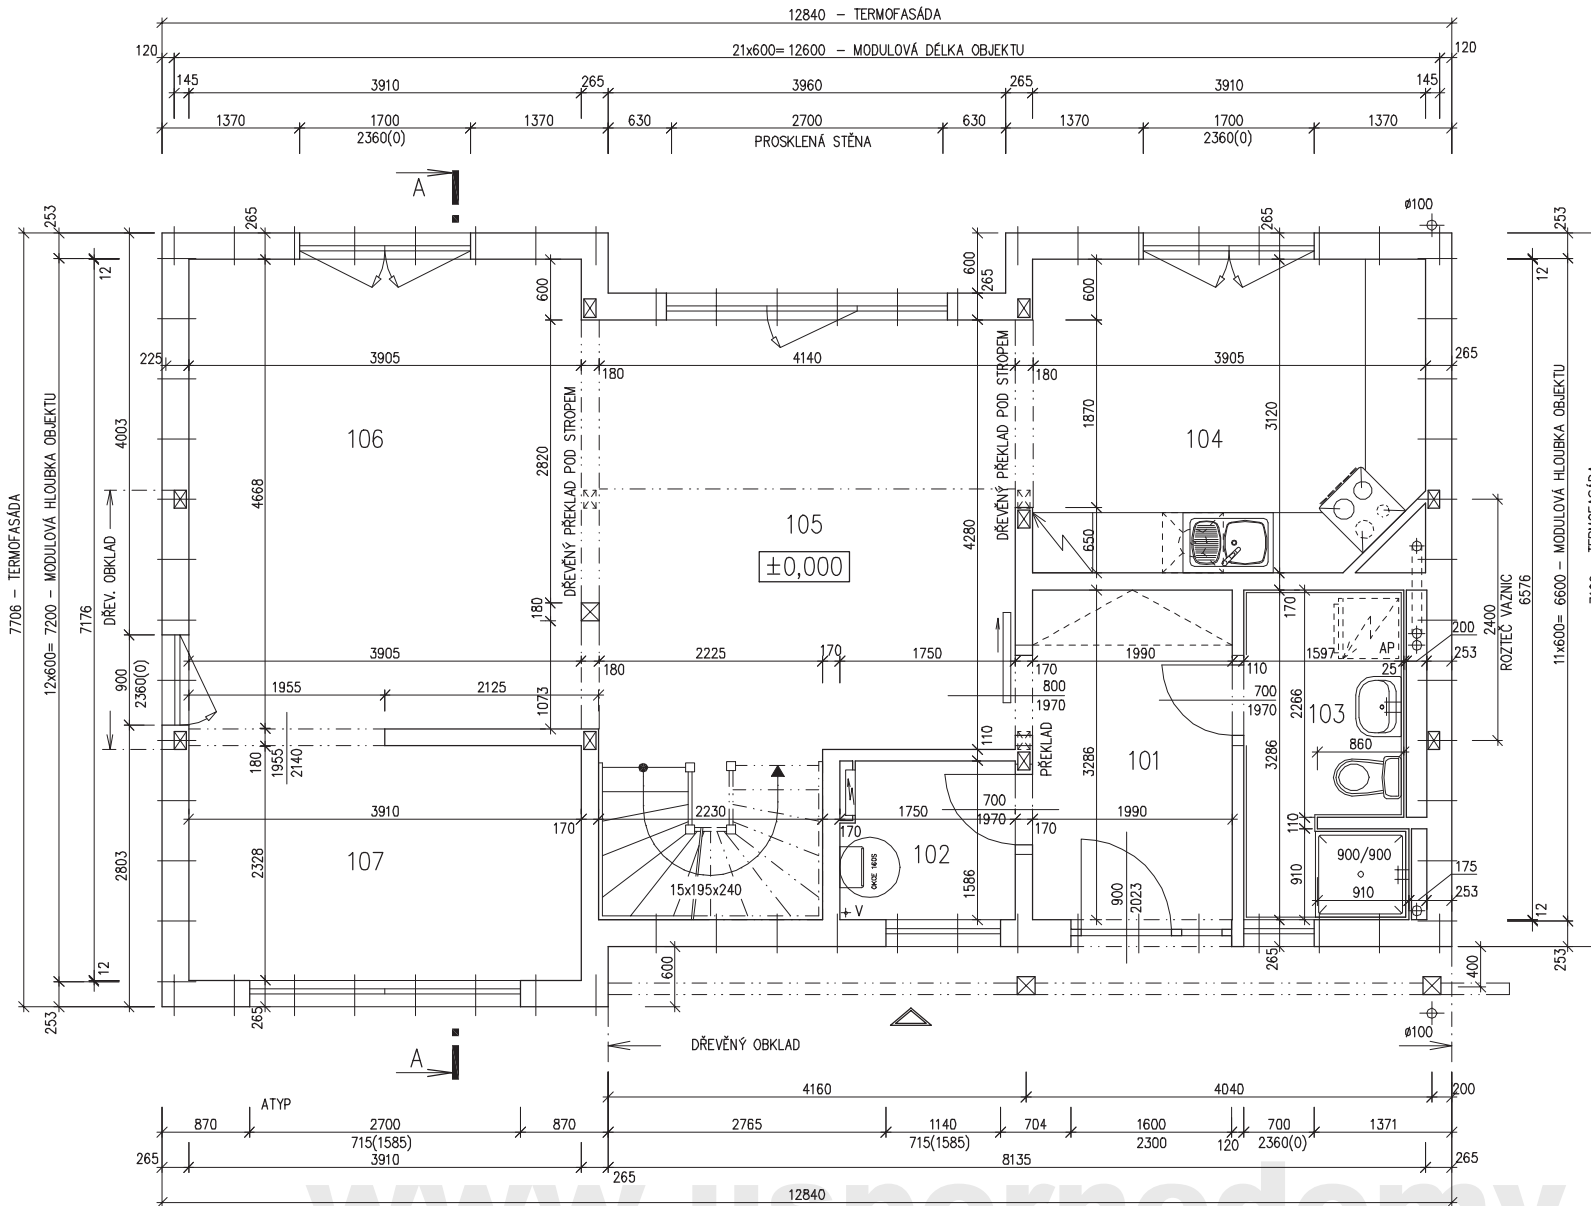 12840 – TERMOFASÁDA
120 21x600= 12600 – MODULOVÁ DÉLKA OBJEKTU 120
145 3910 265 3960 265 3910 145
1370 1700 1370 630 2700 630 1370 1700 1370
2360(0) PROSKLENÁ STĚNA 2360(0)
A
ø100
253 265 265 253
12 600 600 265 600 12
225 3905 180 4140 180 3905 265
7706 – TERMOFASÁDA
12x600= 7200 – MODULOVÁ HLOUBKA OBJEKTU
7176
4003
DŘEV. OBKLAD
900
2360(0)
2803
106
4668
2820
DŘEVĚNÝ PŘEKLAD POD STROPEM
180
1073
105
±0,000
4280
DŘEVĚNÝ PŘEKLAD POD STROPEM
1870
650
104
3120
11x600= 6600 – MODULOVÁ HLOUBKA OBJEKTU
6576
2400
ROZTEČ VAZNIC
170
200
3905 180 2225 170 1750 170 1990 110 1597 AP 25 253
1955 2125 800 700
1970 1970
103
2266
3286
860
180
1955
2140
110
PŘEKLAD
3286
101
3910 170 2230 170 1750 700 1970 170 1990
110
107
2328
15x195x240
102
OKCE 160S
V
1586
900
2023
900/900
910
910
175
253
12 12
253 265 600 265 400 253
A
DŘEVĚNÝ OBKLAD
ø100
4160 4040 200
ATYP
870 2700 870 2765 1140 704 1600 120 700 1371
715(1585) 715(1585) 2300 2360(0)
265 3910 265 8135 265
12840